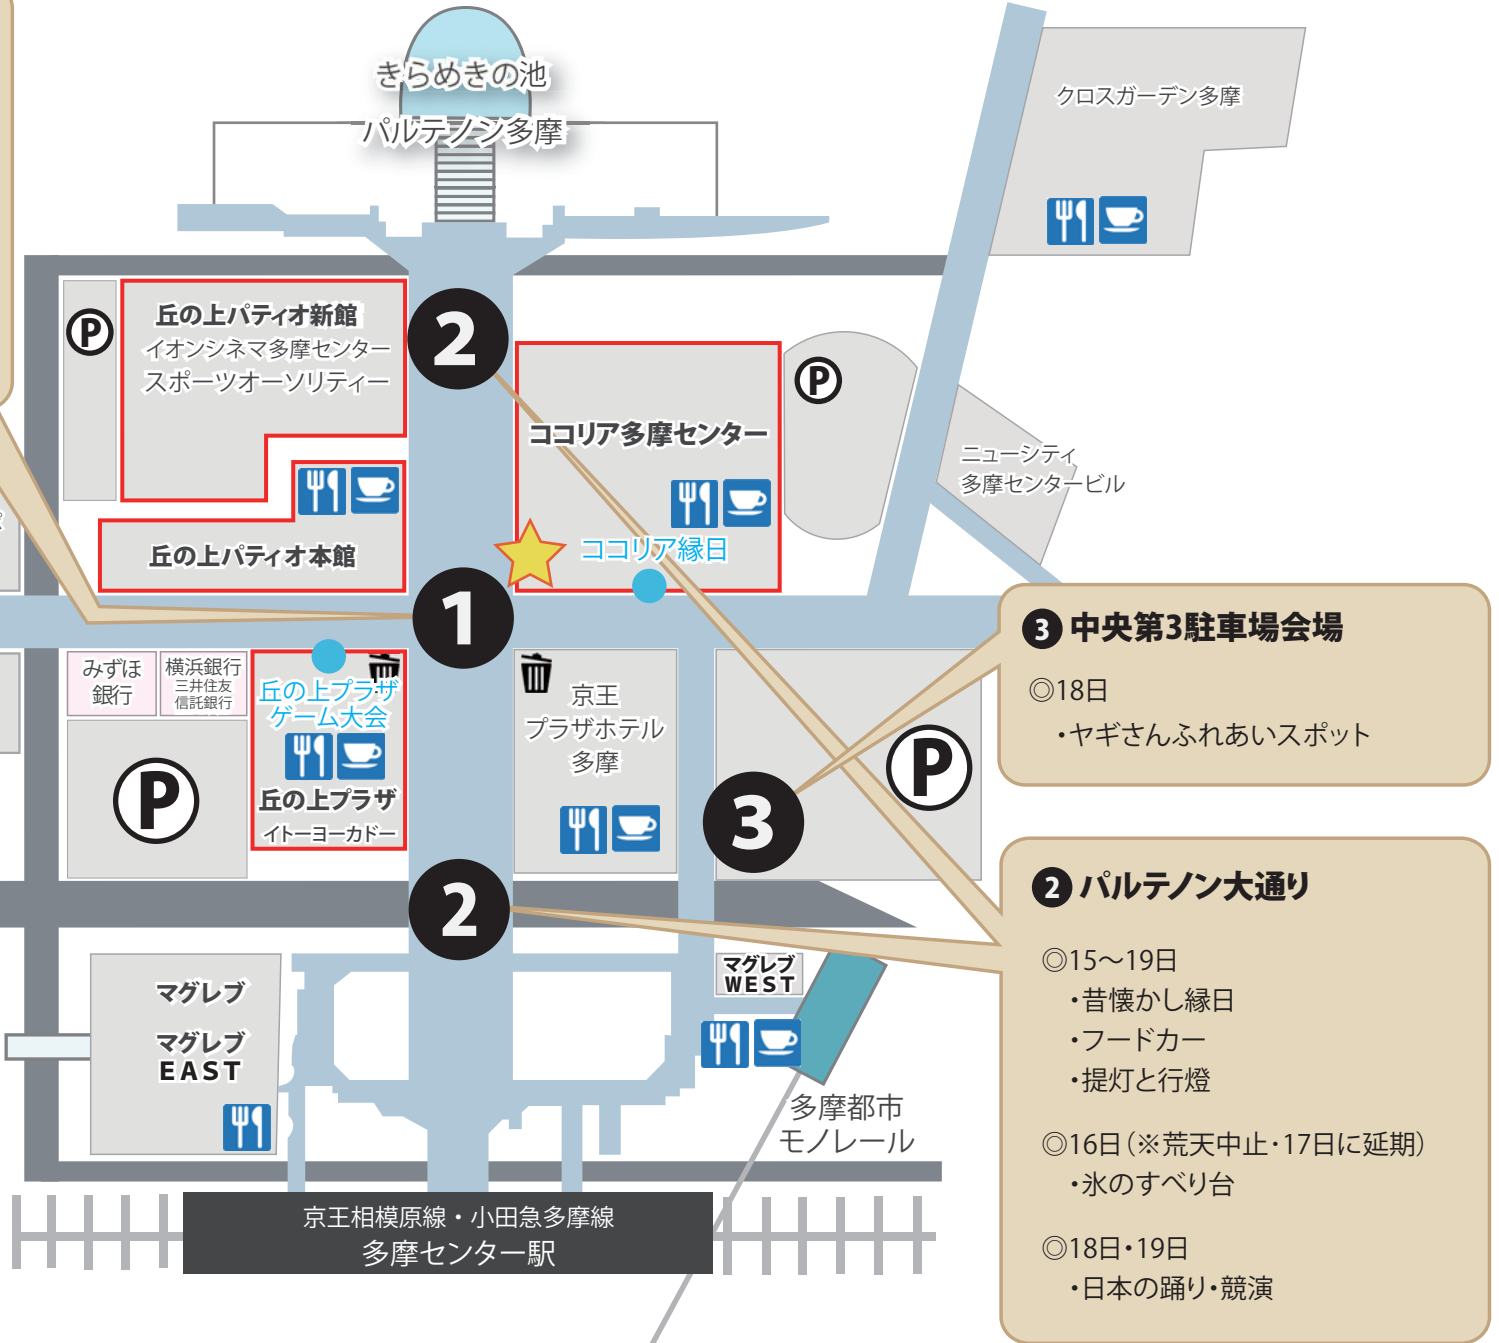 きらめきの池
パルテノン多摩
クロスガーデン多摩
P
丘の上パティオ新館
イオンシネマ多摩センター
スポーツオーソリティー
2
P
ココリア多摩センター
ニューシティ
多摩センタービル
丘の上パティオ本館
ココリア縁日
1
みずほ
銀行
横浜銀行
三井住友
信託銀行
丘の上プラザ
ゲーム大会
丘の上プラザ
イトーヨーカドー
P
京王
プラザホテル
多摩
3
P
3 中央第3駐車場会場
◎18日
・ヤギさんふれあいスポット
2
2 パルテノン大通り
◎15〜19日
・昔懐かし縁日
・フードカー
・提灯と行燈
◎16日(※荒天中止・17日に延期)
・氷のすべり台
◎18日・19日
・日本の踊り・競演
マグレブ
マグレブ
EAST
マグレブ
WEST
多摩都市
モノレール
京王相模原線・小田急多摩線
多摩センター駅